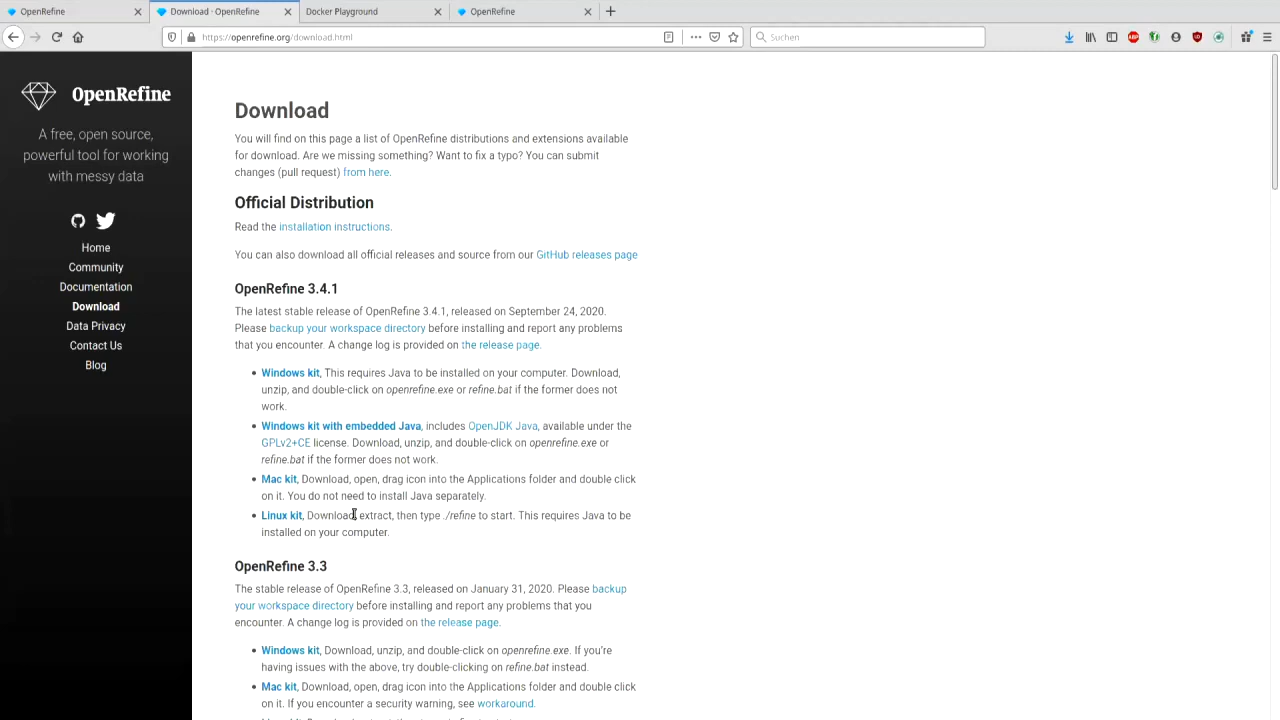 OpenRefine
Download · OpenRefine
Docker Playground
OpenRefine
https://openrefine.org/download.html
Suchen
OpenRefine
A free, open source,
powerful tool for working
with messy data
Home
Community
Documentation
Download
Data Privacy
Contact Us
Blog
Download
You will find on this page a list of OpenRefine distributions and extensions available
for download. Are we missing something? Want to fix a typo? You can submit
changes (pull request) from here.
Official Distribution
Read the installation instructions.
You can also download all official releases and source from our GitHub releases page
OpenRefine 3.4.1
The latest stable release of OpenRefine 3.4.1, released on September 24, 2020.
Please backup your workspace directory before installing and report any problems
that you encounter. A change log is provided on the release page.
• Windows kit, This requires Java to be installed on your computer. Download,
unzip, and double-click on openrefine.exe or refine.bat if the former does not
work.
• Windows kit with embedded Java, includes OpenJDK Java, available under the
GPLv2+CE license. Download, unzip, and double-click on openrefine.exe or
refine.bat if the former does not work.
• Mac kit, Download, open, drag icon into the Applications folder and double click
on it. You do not need to install Java separately.
• Linux kit, Download, extract, then type ./refine to start. This requires Java to be
installed on your computer.
OpenRefine 3.3
The stable release of OpenRefine 3.3, released on January 31, 2020. Please backup
your workspace directory before installing and report any problems that you
encounter. A change log is provided on the release page.
• Windows kit, Download, unzip, and double-click on openrefine.exe. If you're
having issues with the above, try double-clicking on refine.bat instead.
• Mac kit, Download, open, drag icon into the Applications folder and double click
on it. If you encounter a security warning, see workaround.